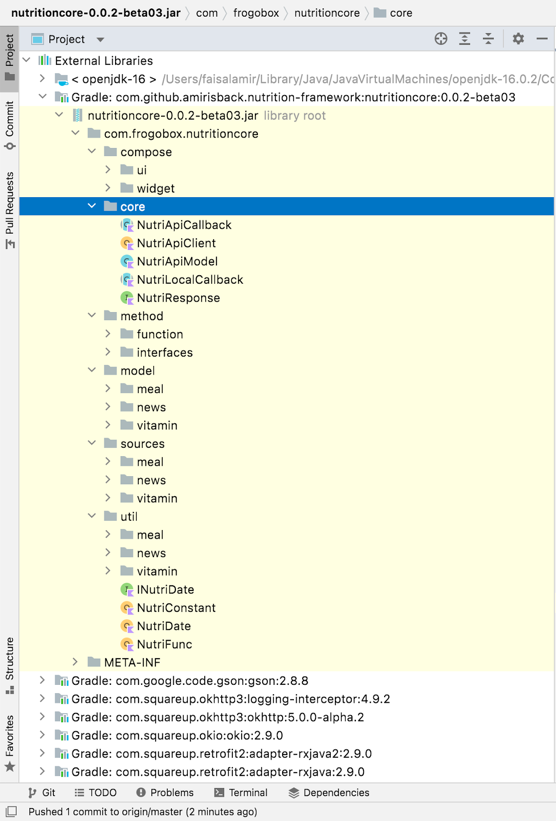 nutritioncore-0.0.2-beta03.jar com frogobox nutritioncore core
Project
Project
Commit
Pull Requests
Structure
Favorites
External Libraries
< openjdk-16 > /Users/faisalamir/Library/Java/JavaVirtualMachines/openjdk-16.0.2/Co
Gradle: com.github.amirisback.nutrition-framework:nutritioncore:0.0.2-beta03
nutritioncore-0.0.2-beta03.jar library root
com.frogobox.nutritioncore
compose
ui
widget
core
NutriApiCallback
NutriApiClient
NutriApiModel
NutriLocalCallback
NutriResponse
method
function
interfaces
model
meal
news
vitamin
sources
meal
news
vitamin
util
meal
news
vitamin
INutriDate
NutriConstant
NutriDate
NutriFunc
META-INF
Gradle: com.google.code.gson:gson:2.8.8
Gradle: com.squareup.okhttp3:logging-interceptor:4.9.2
Gradle: com.squareup.okhttp3:okhttp:5.0.0-alpha.2
Gradle: com.squareup.okio:okio:2.9.0
Gradle: com.squareup.retrofit2:adapter-rxjava2:2.9.0
Gradle: com.squareup.retrofit2:adapter-rxjava:2.9.0
Git TODO Problems Terminal Dependencies
Pushed 1 commit to origin/master (2 minutes ago)